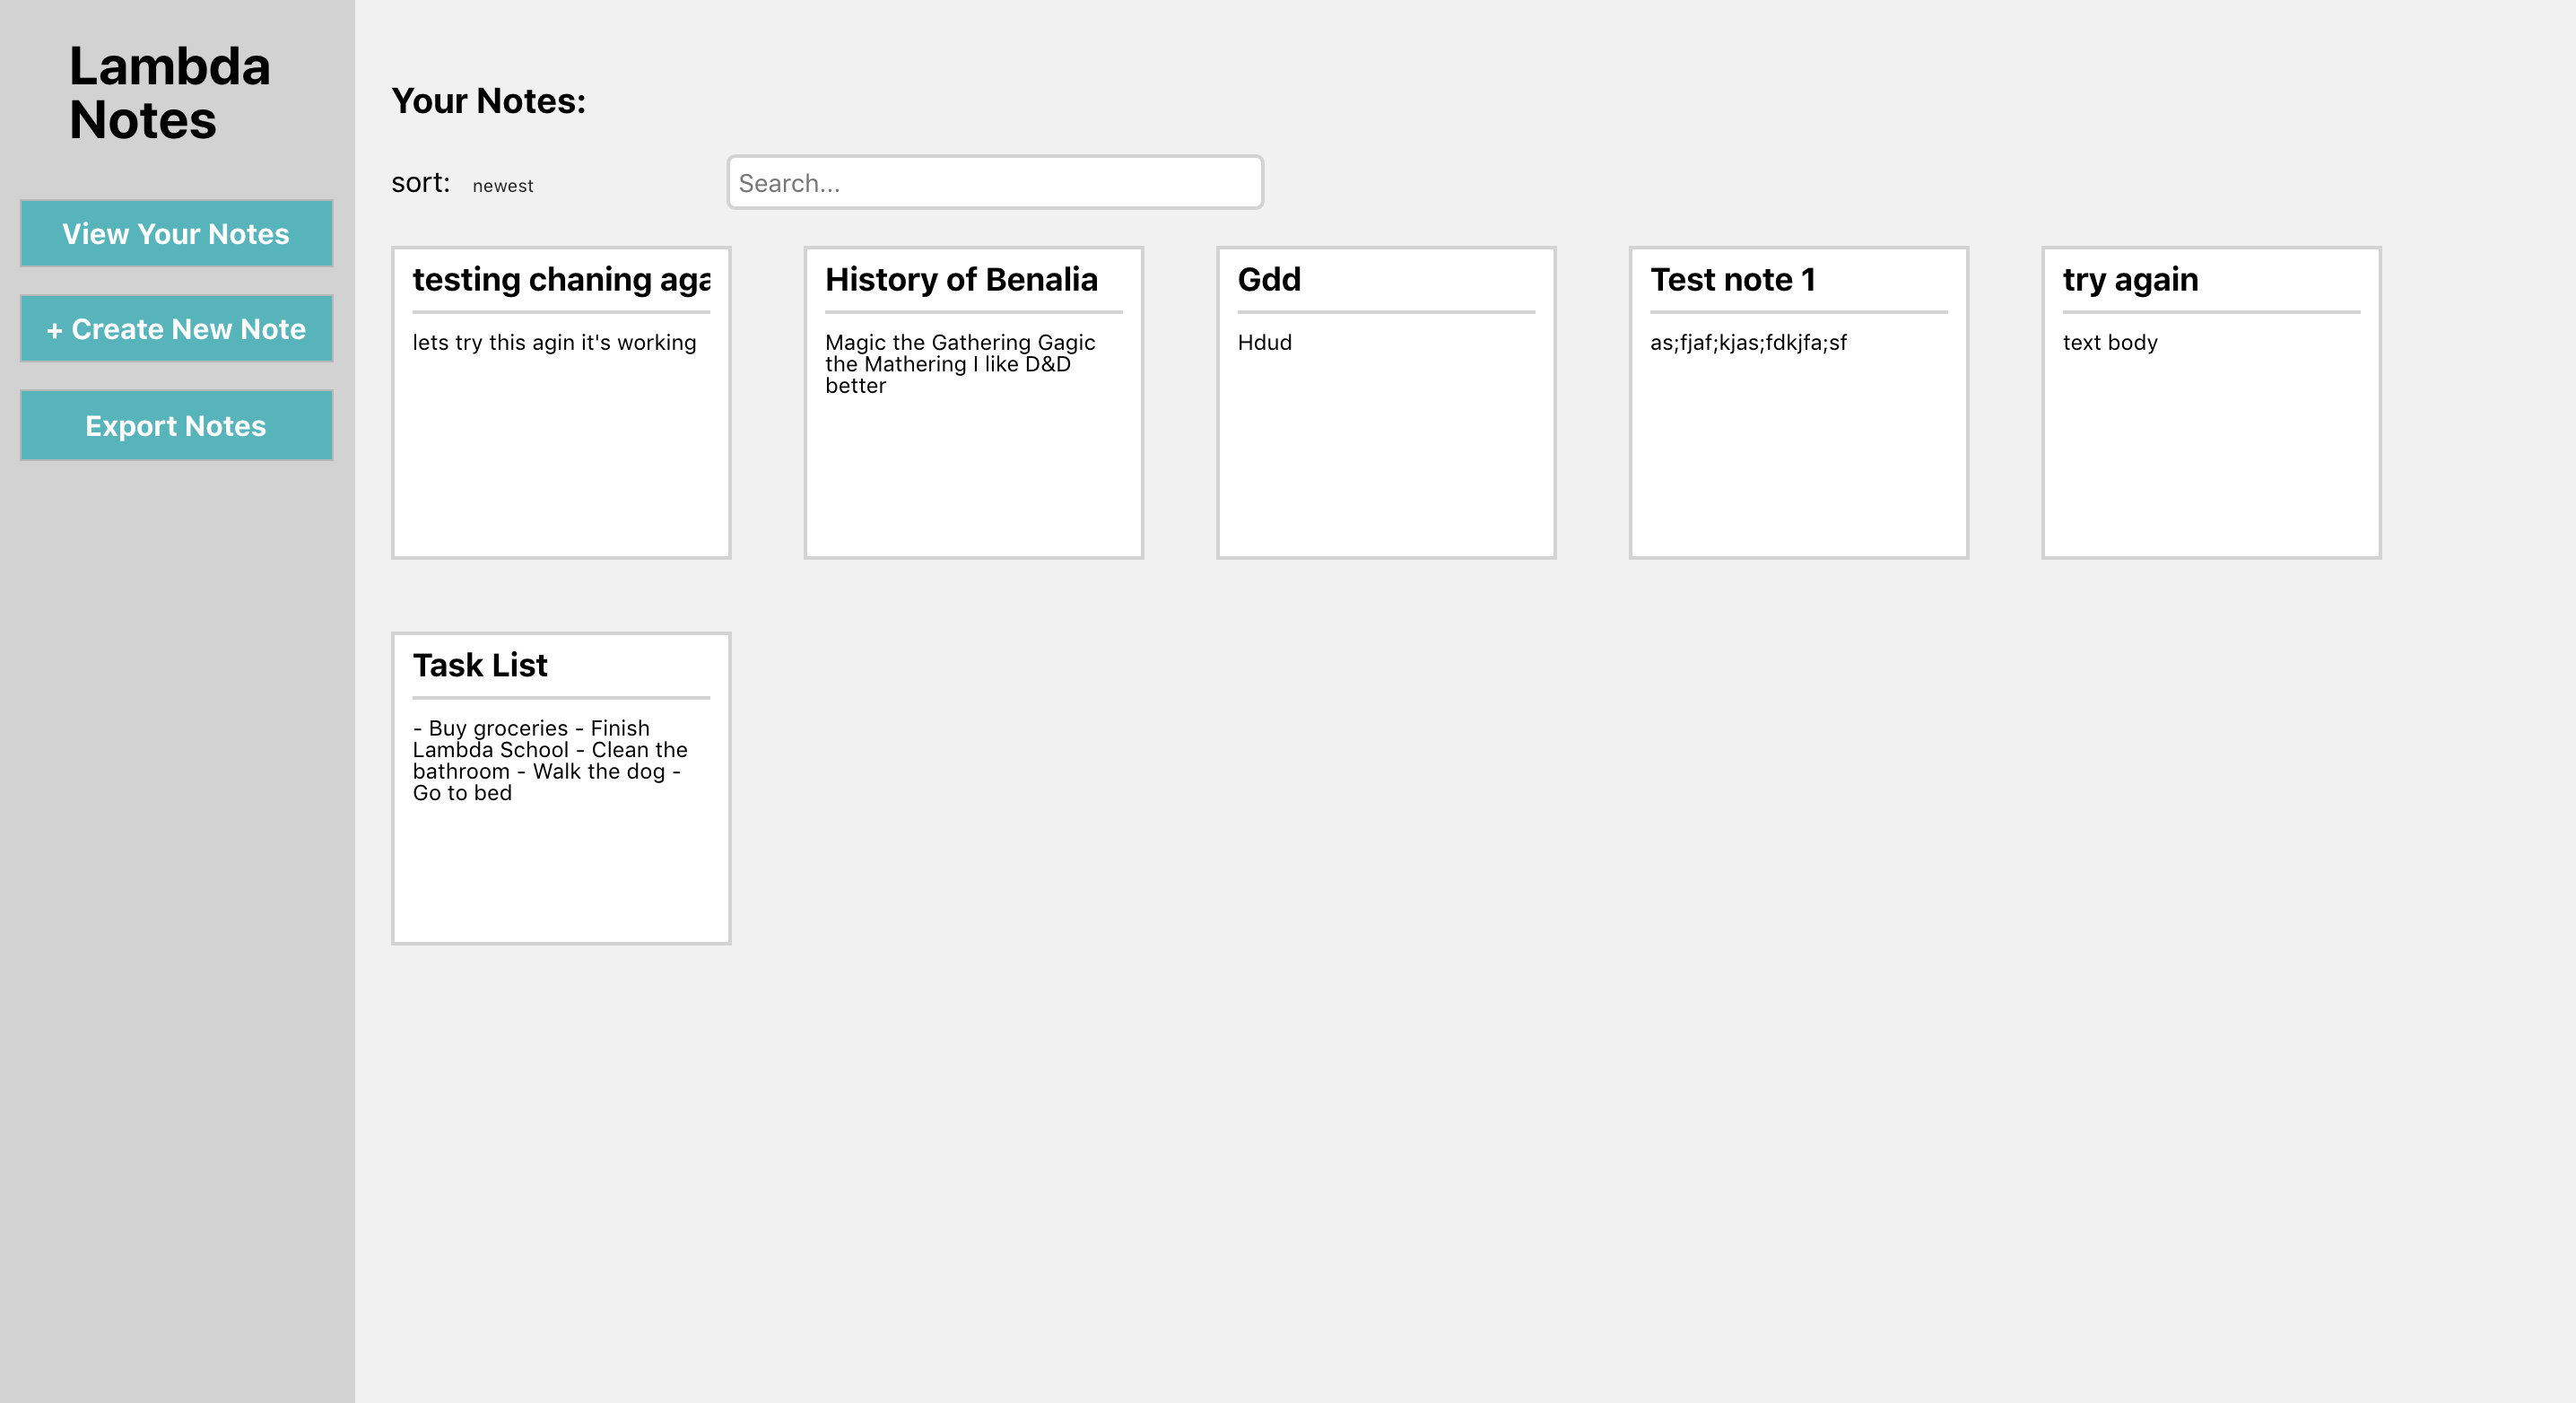 Lambda
Notes
View Your Notes
+ Create New Note
Export Notes
Your Notes:
sort: newest
Search...
testing chaning aga
lets try this agin it's working
History of Benalia
Magic the Gathering Gagic
the Mathering I like D&D
better
Gdd
Hdud
Test note 1
as;fjaf;kjas;fdkjfa;sf
try again
text body
Task List
- Buy groceries - Finish
Lambda School - Clean the
bathroom - Walk the dog -
Go to bed